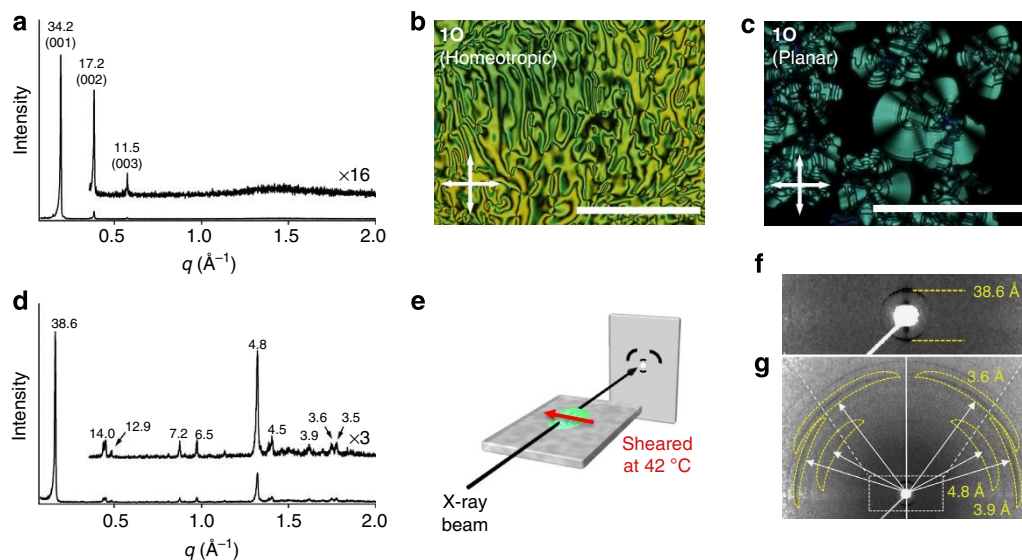 a
34.2
(001)
17.2
(002)
11.5
(003)
×16
Intensity
0.5
1.0
1.5
2.0
q (Å⁻¹)
b
1O
(Homeotropic)
c
1O
(Planar)
d
38.6
14.0
12.9
7.2
6.5
4.8
4.5
3.9
3.6
3.5
×3
Intensity
0.5
1.0
1.5
2.0
q (Å⁻¹)
e
Sheared
at 42 °C
X-ray
beam
f
38.6 Å
g
3.6 Å
4.8 Å
3.9 Å